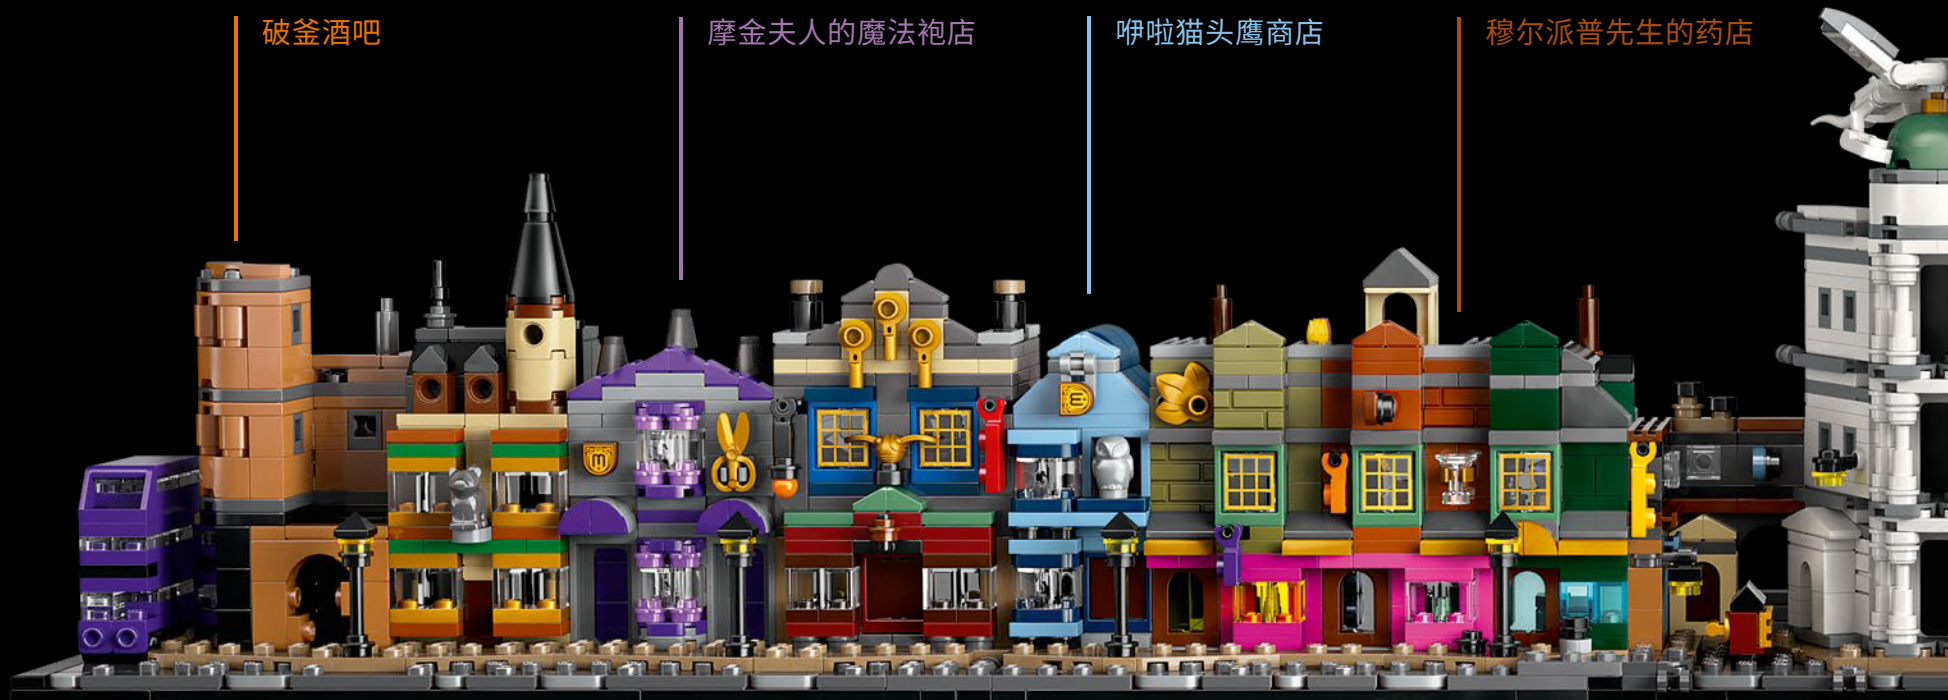 破釜酒吧
摩金夫人的魔法袍店
咿啦猫头鹰商店
穆尔派普先生的药店